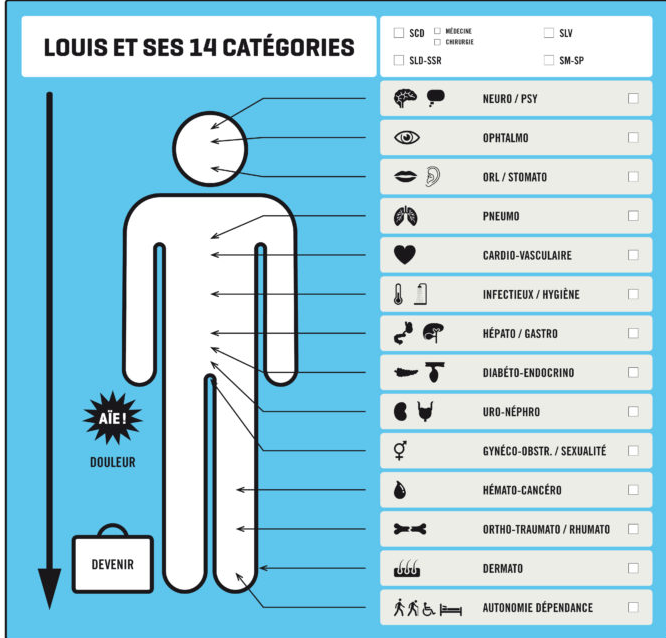 LOUIS ET SES 14 CATÉGORIES
SCD
MÉDECINE
CHIRURGIE
SLV
SLD-SSR
SM-SP
NEURO / PSY
OPHTALMO
ORL / STOMATO
PNEUMO
CARDIO-VASCULAIRE
INFECTIEUX / HYGIÈNE
HÉPATO / GASTRO
DIABÉTO-ENDOCRINO
URO-NÉPHRO
GYNÉCO-OBSTR. / SEXUALITÉ
HÉMATO-CANCÉRO
ORTHO-TRAUMATO / RHUMATO
DERMATO
AUTONOMIE DÉPENDANCE
AÏE !
DOULEUR
DEVENIR